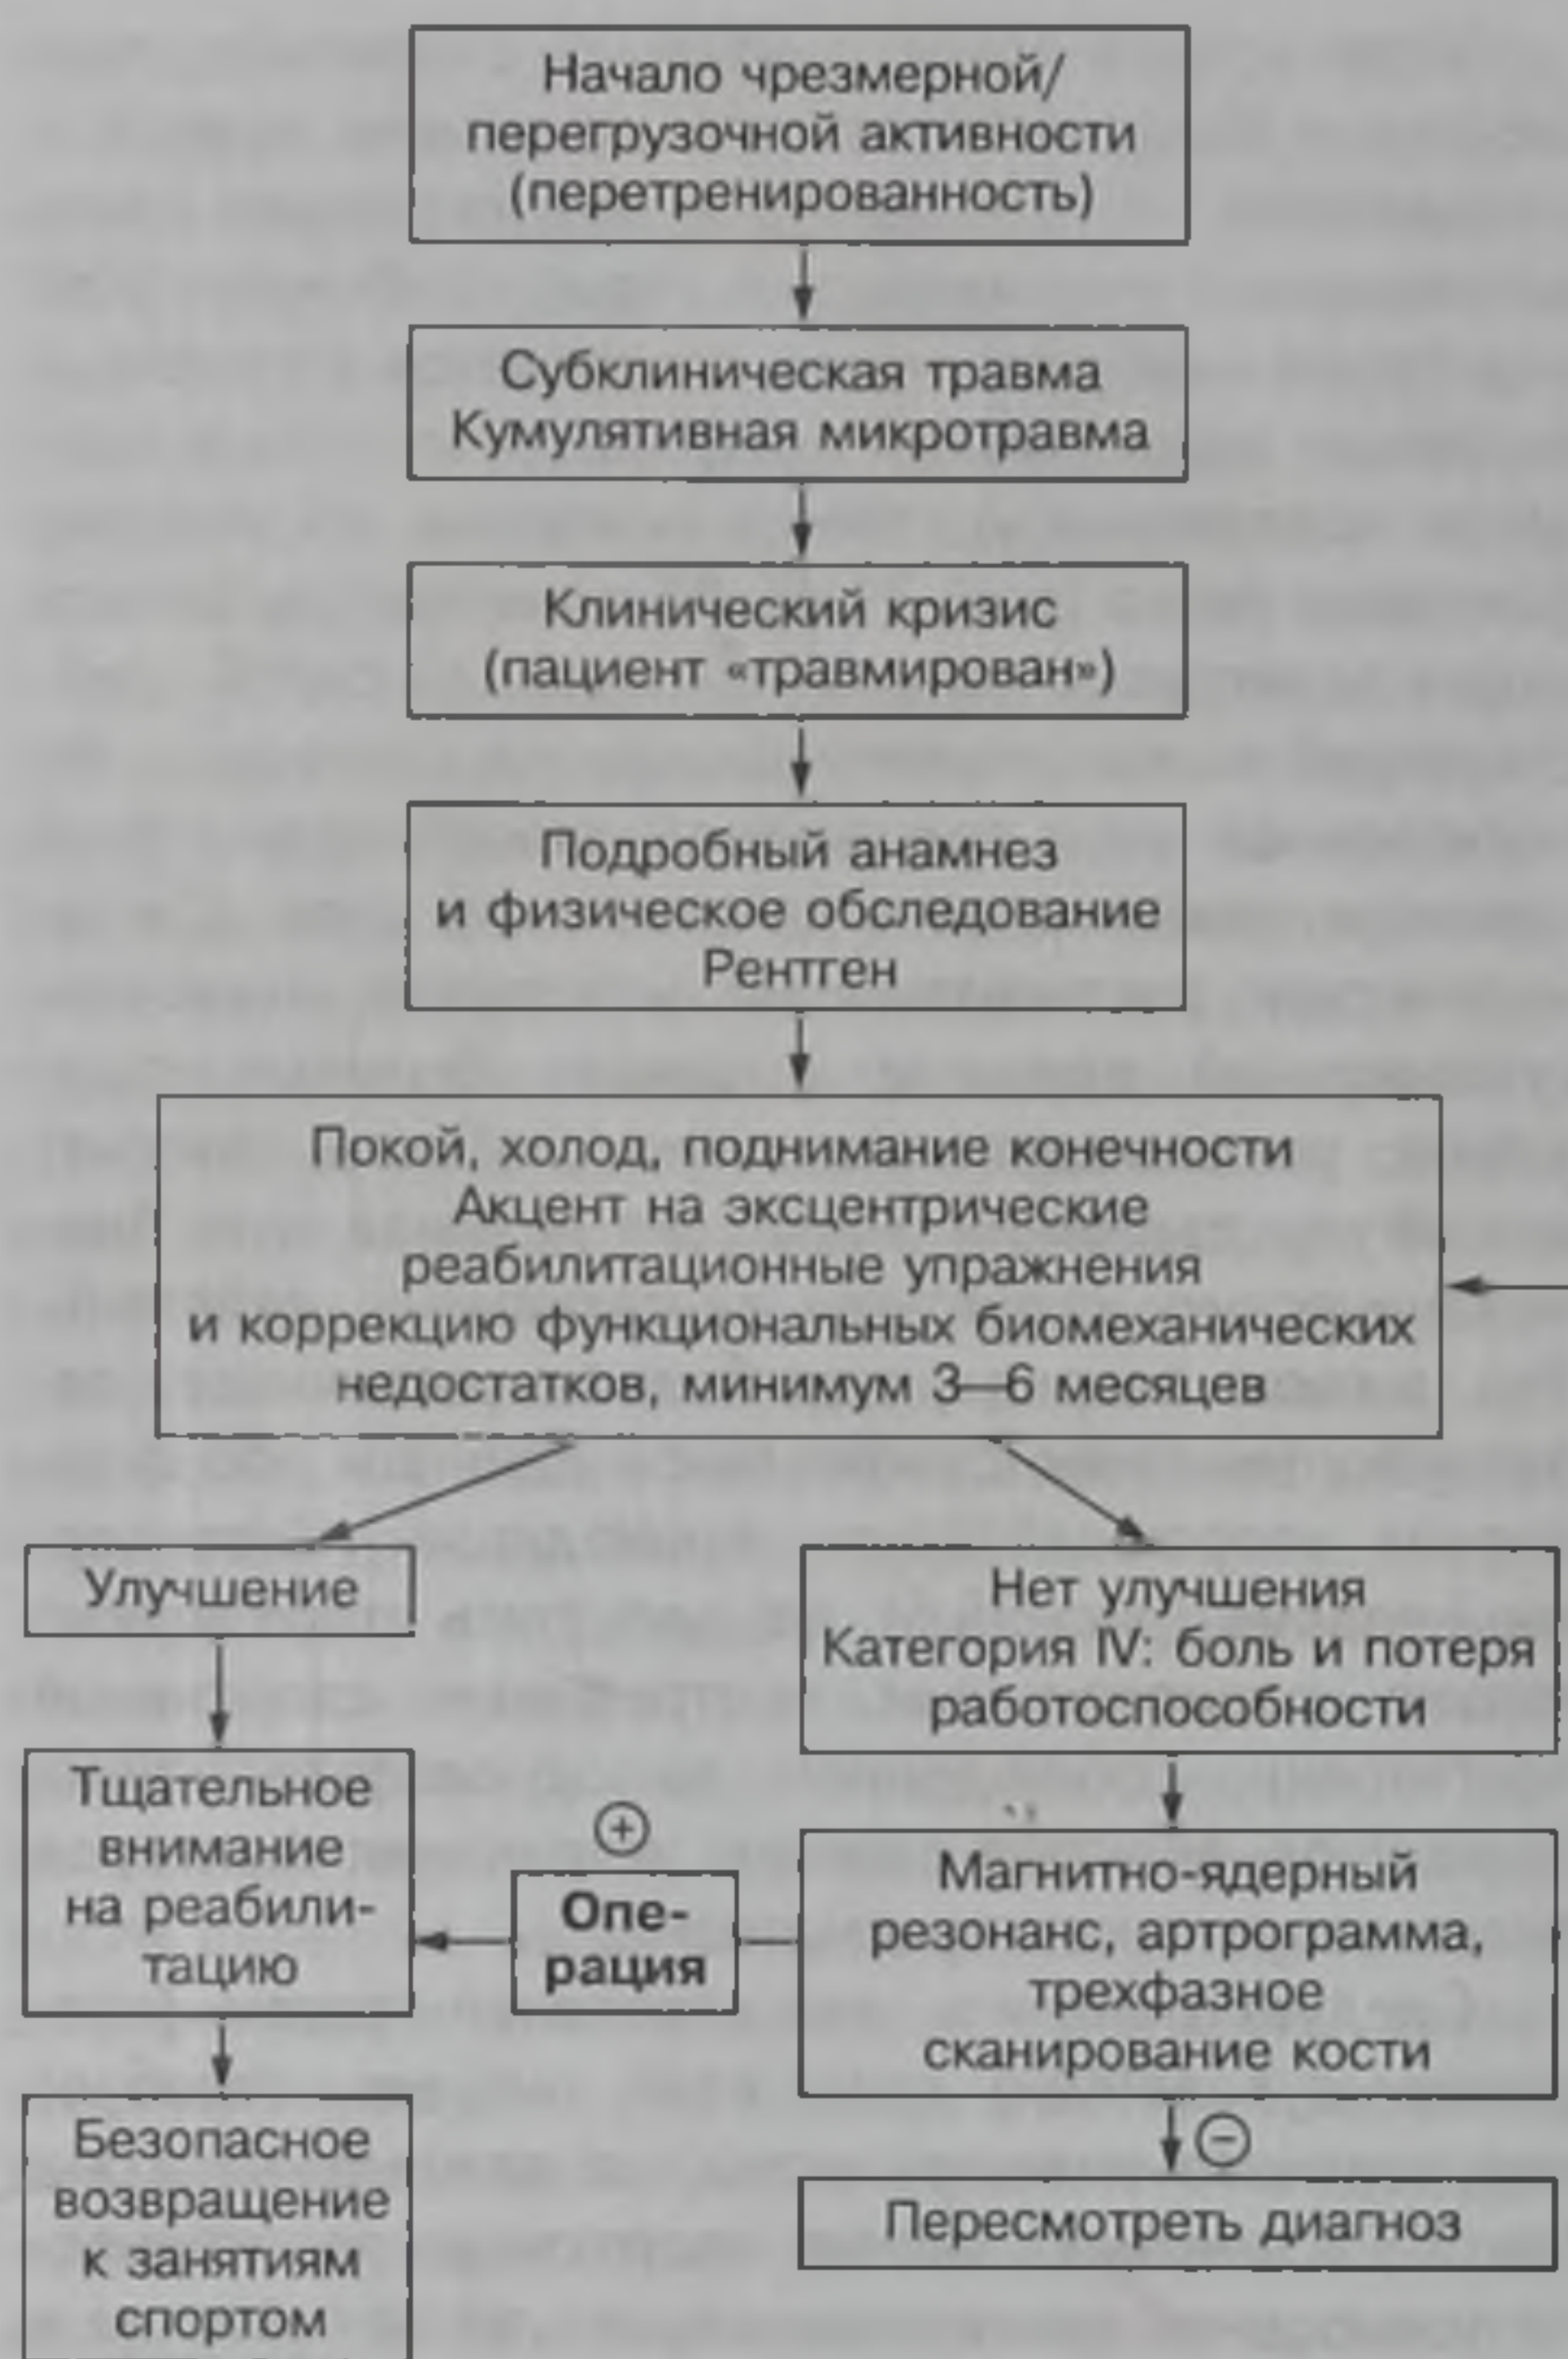 Начало чрезмерной/
перегрузочной активности
(перетренированность)
Субклиническая травма
Кумулятивная микротравма
Клинический кризис
(пациент «травмирован»)
Подробный анамнез
и физическое обследование
Рентген
Покой, холод, поднимание конечности
Акцент на эксцентрические
реабилитационные упражнения
и коррекцию функциональных биомеханических
недостатков, минимум 3—6 месяцев
Улучшение
Нет улучшения
Категория IV: боль и потеря
работоспособности
Тщательное
внимание
на реабили-
тацию
+
Опе-
рация
Магнитно-ядерный
резонанс, артрограмма,
трехфазное
сканирование кости
−
Безопасное
возвращение
к занятиям
спортом
Пересмотреть диагноз